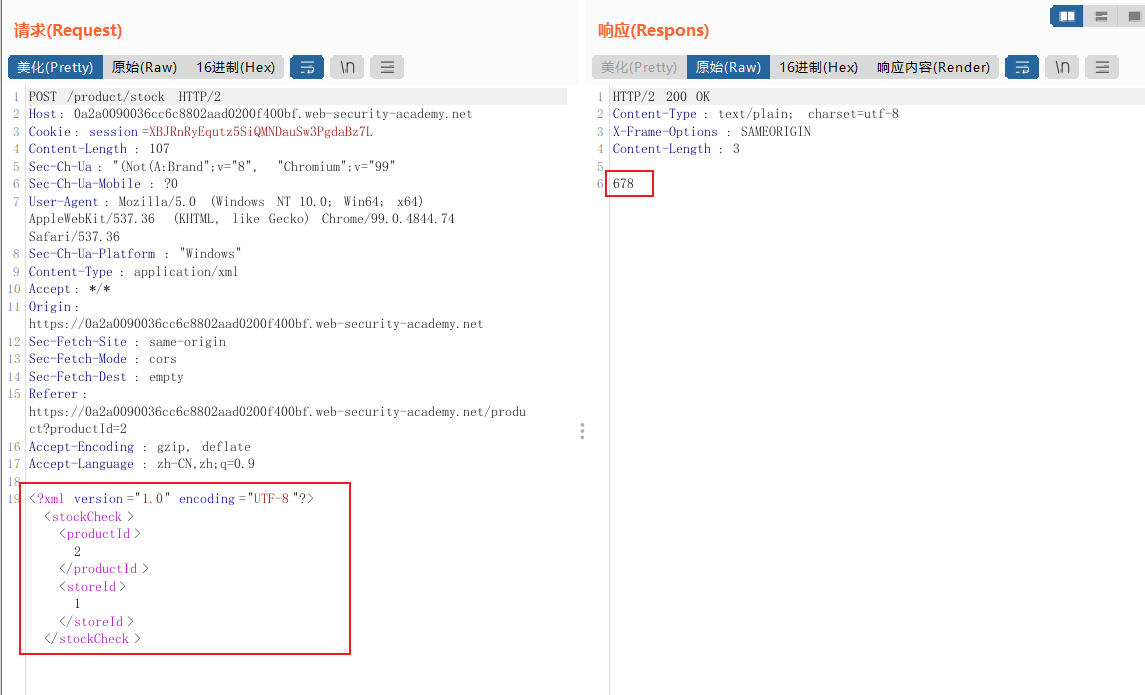 请求(Request)
美化(Pretty) 原始(Raw) 16进制(Hex) \n
1 POST /product/stock HTTP/2
2 Host: 0a2a0090036cc6c8802aad0200f400bf.web-security-academy.net
3 Cookie: session=XBJRnRyEqutz5SiQMNDauSw3PgdaBz7L
4 Content-Length : 107
5 Sec-Ch-Ua : "(Not(A:Brand";v="8", "Chromium";v="99"
6 Sec-Ch-Ua-Mobile : ?0
7 User-Agent : Mozilla/5.0 (Windows NT 10.0; Win64; x64)
AppleWebKit/537.36 (KHTML, like Gecko) Chrome/99.0.4844.74
Safari/537.36
8 Sec-Ch-Ua-Platform : "Windows"
9 Content-Type : application/xml
10 Accept : */*
11 Origin :
https://0a2a0090036cc6c8802aad0200f400bf.web-security-academy.net
12 Sec-Fetch-Site : same-origin
13 Sec-Fetch-Mode : cors
14 Sec-Fetch-Dest : empty
15 Referer :
https://0a2a0090036cc6c8802aad0200f400bf.web-security-academy.net/produ
ct?productId=2
16 Accept-Encoding : gzip, deflate
17 Accept-Language : zh-CN,zh;q=0.9
18
19 <?xml version ="1.0" encoding ="UTF-8 "?>
<stockCheck >
<productId >
2
</productId >
<storeId >
1
</storeId >
</stockCheck >
响应(Respons)
美化(Pretty) 原始(Raw) 16进制(Hex) 响应内容(Render) \n
1 HTTP/2 200 OK
2 Content-Type : text/plain; charset=utf-8
3 X-Frame-Options : SAMEORIGIN
4 Content-Length : 3
5
6 678